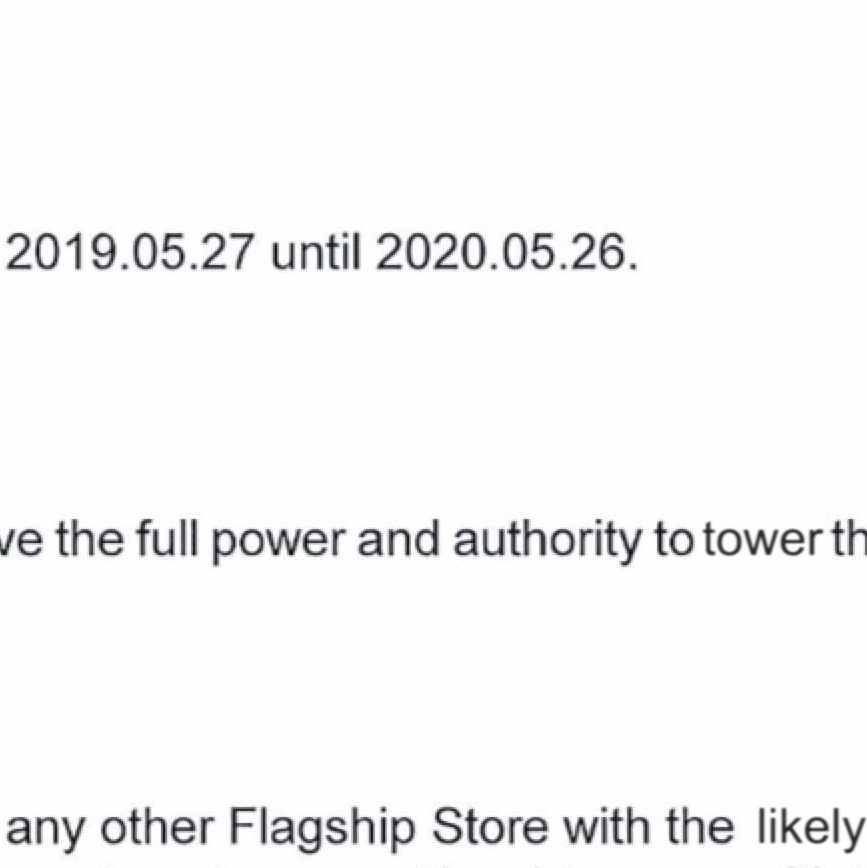 2019.05.27 until 2020.05.26.
ve the full power and authority to tower th
any other Flagship Store with the likely